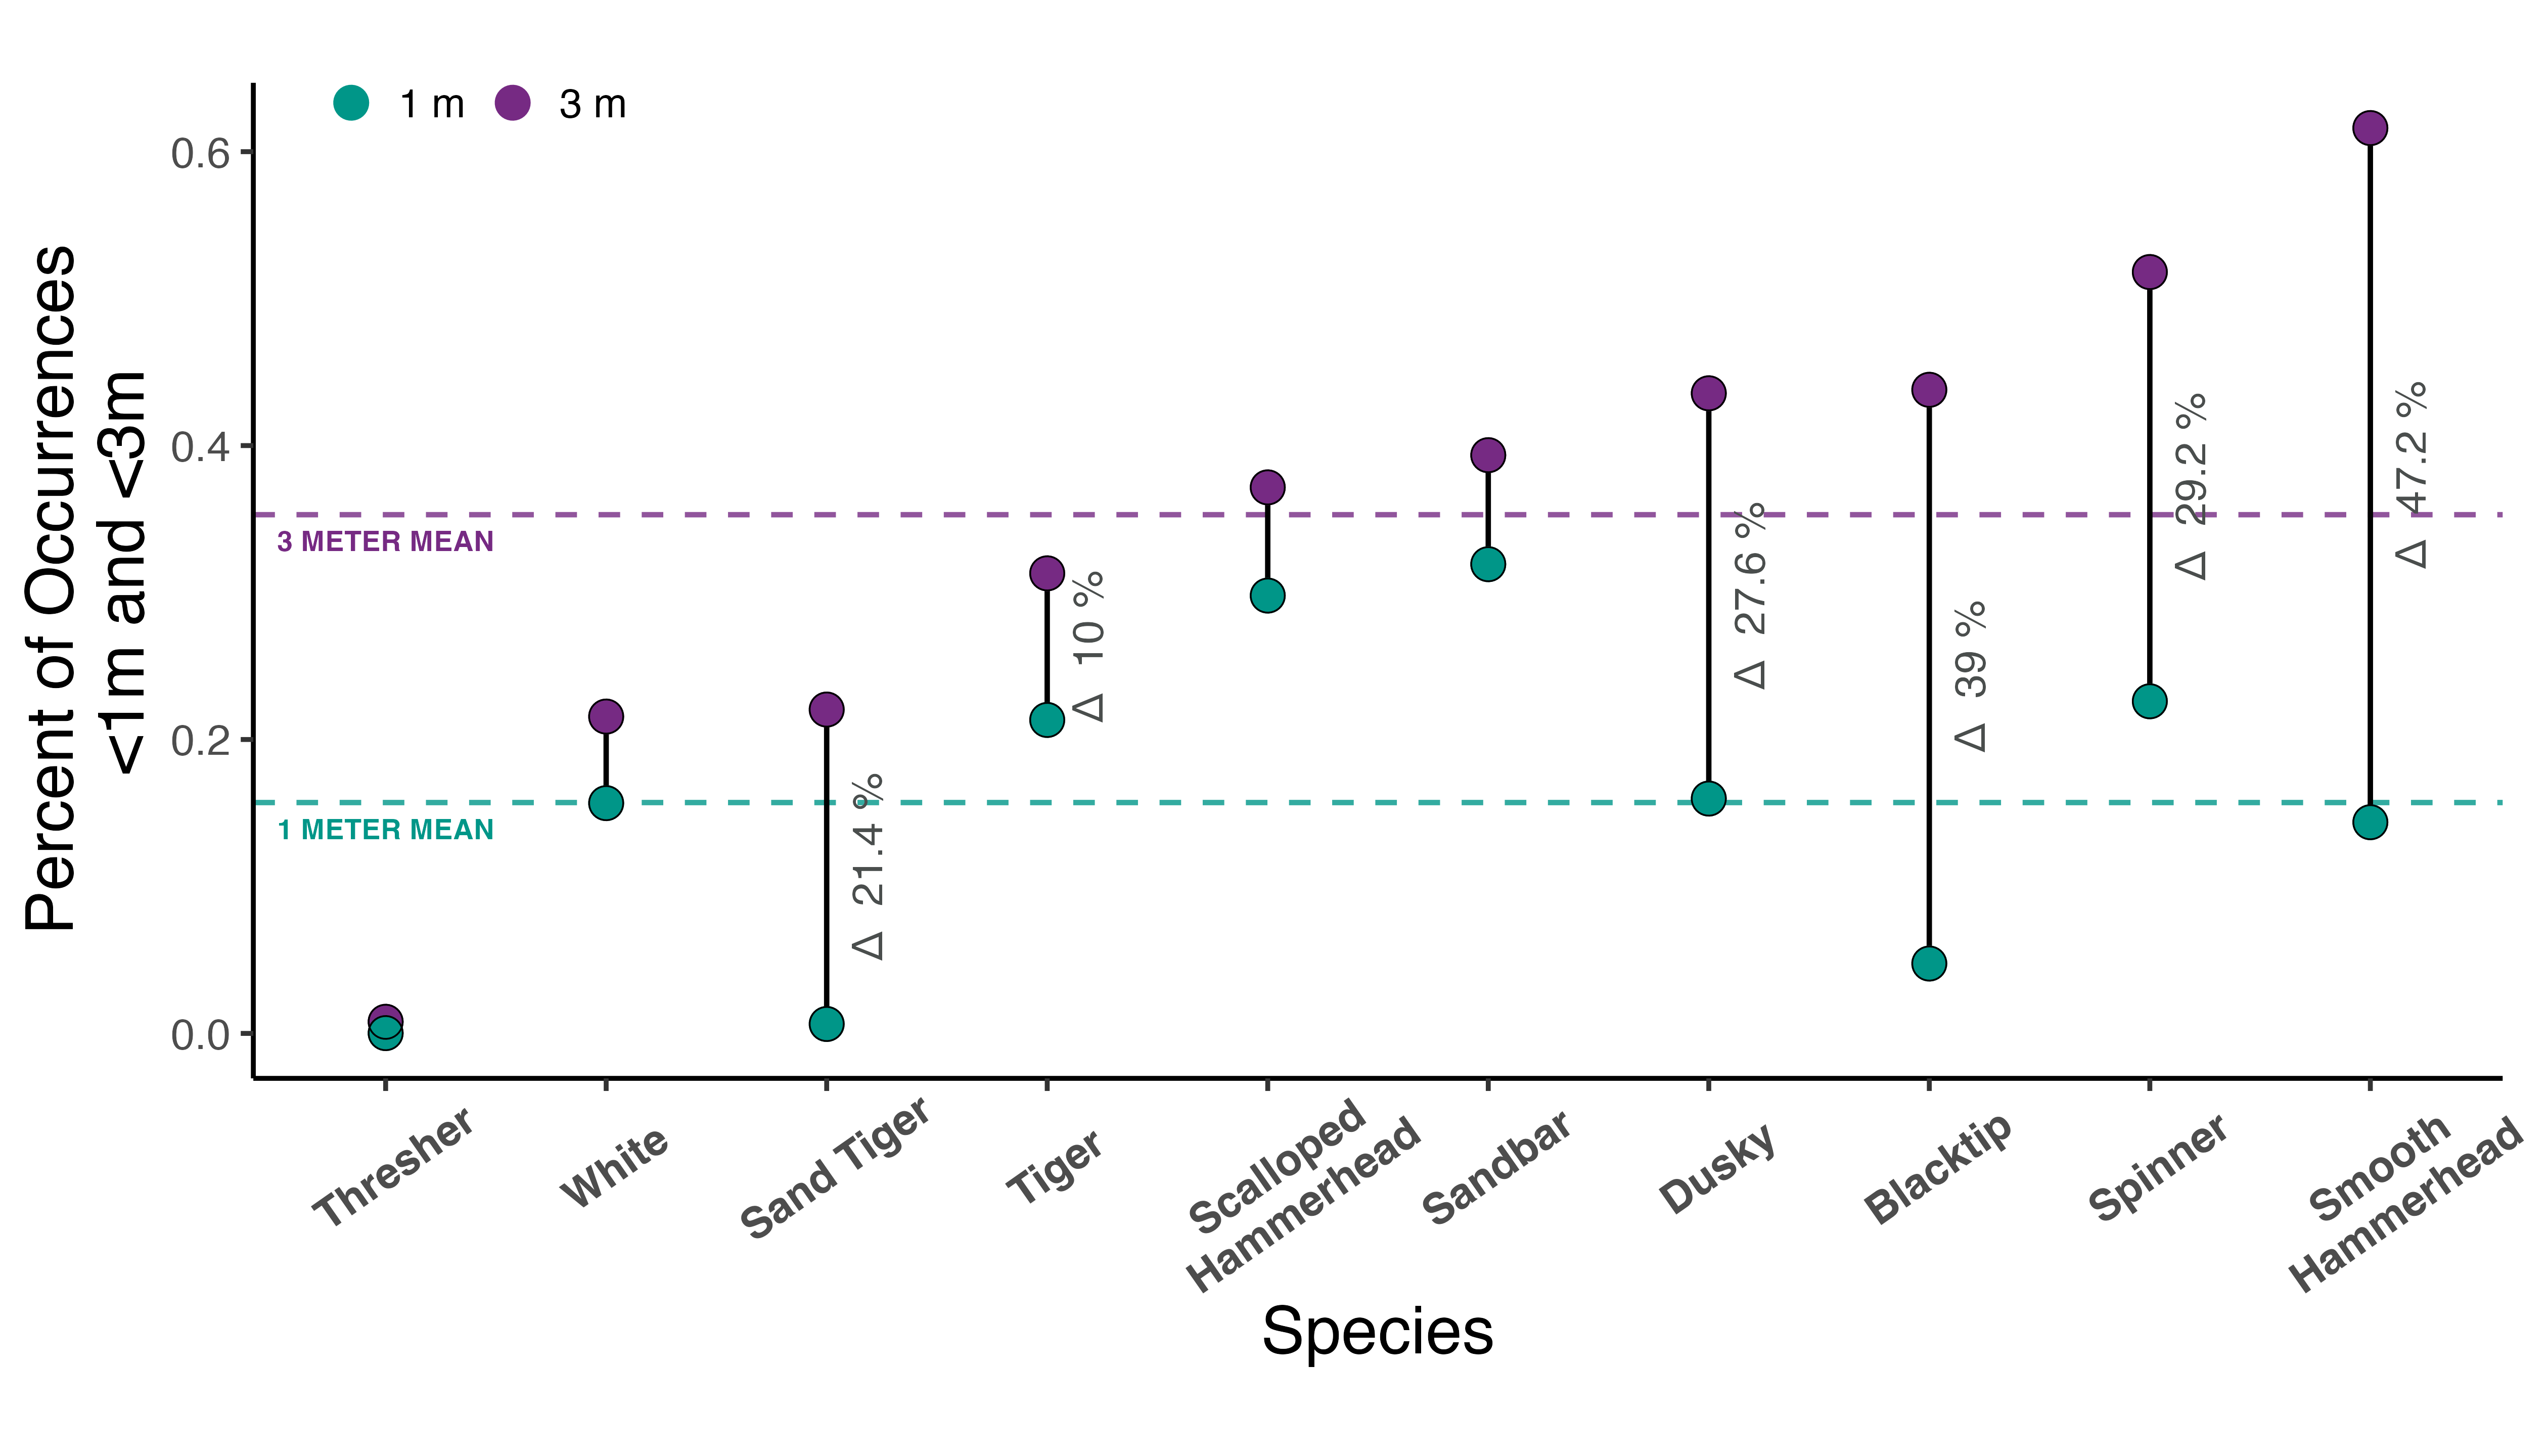 1 m
3 m
Percent of Occurrences
<1m and <3m
0.6
0.4
0.2
0.0
3 METER MEAN
1 METER MEAN
Δ 21.4 %
Δ 10 %
Δ 27.6 %
Δ 39 %
Δ 29.2 %
Δ 47.2 %
Thresher
White
Sand Tiger
Tiger
Scalloped
Hammerhead
Sandbar
Dusky
Blacktip
Spinner
Smooth
Hammerhead
Species